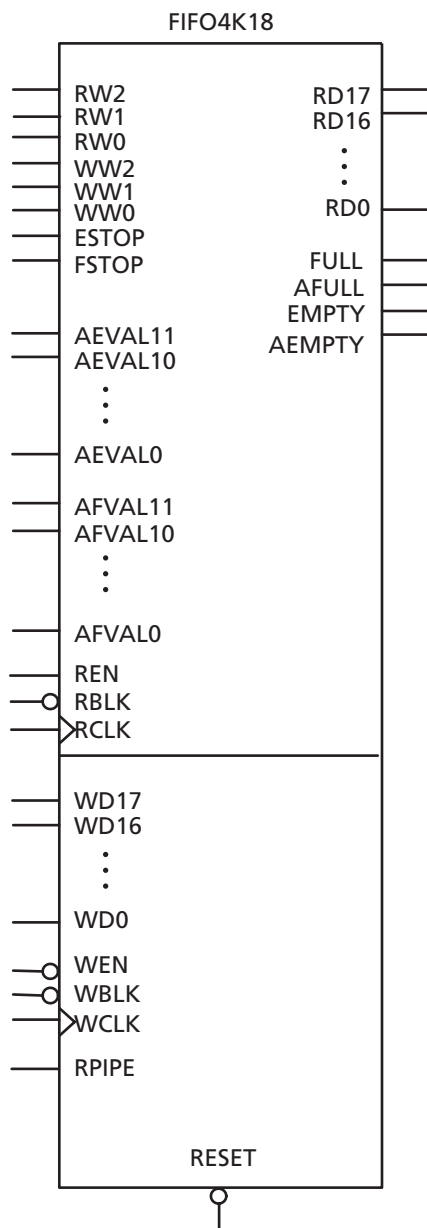 FIFO4K18
RW2
RW1
RW0
WW2
WW1
WW0
ESTOP
FSTOP
AEVAL11
AEVAL10
AEVAL0
AFVAL11
AFVAL10
AFVAL0
REN
RBLK
RCLK
RD17
RD16
RD0
FULL
AFULL
EMPTY
AEMPTY
WD17
WD16
WD0
WEN
WBLK
WCLK
RPIPE
RESET